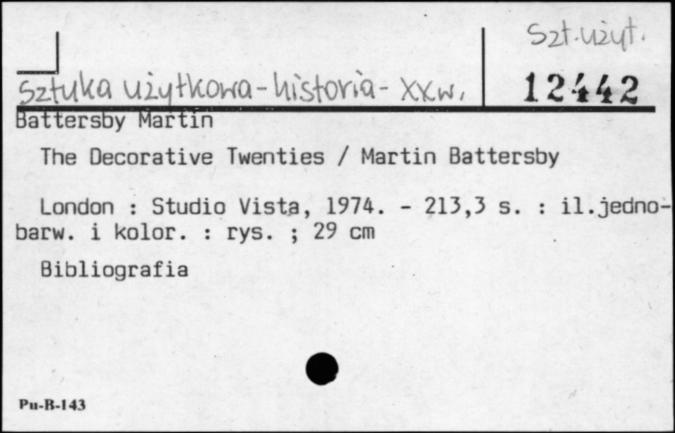 Szt.użyt.
Sztuka użytkowa-historia- XXw.
12442
Battersby Martin
The Decorative Twenties / Martin Battersby
London : Studio Vista, 1974. - 213,3 s. : il.jedno-
barw. i kolor. : rys. ; 29 cm
Bibliografia
Pu-B-143